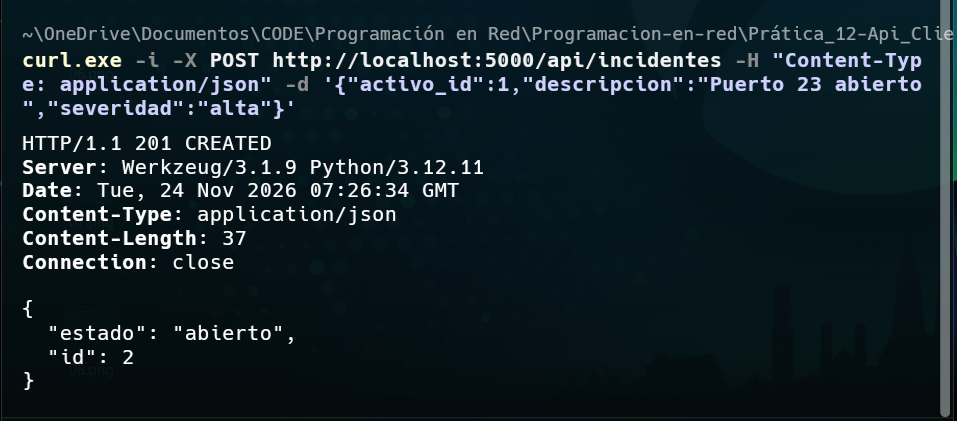 ~\OneDrive\Documentos\CODE\Programación en Red\Programacion-en-red\Prática_12-Api_Clie
curl.exe -i -X POST http://localhost:5000/api/incidentes -H "Content-Typ
e: application/json" -d '{"activo_id":1,"descripcion":"Puerto 23 abierto
","severidad":"alta"}'
HTTP/1.1 201 CREATED
Server: Werkzeug/3.1.9 Python/3.12.11
Date: Tue, 24 Nov 2026 07:26:34 GMT
Content-Type: application/json
Content-Length: 37
Connection: close
{
  "estado": "abierto",
  "id": 2
}